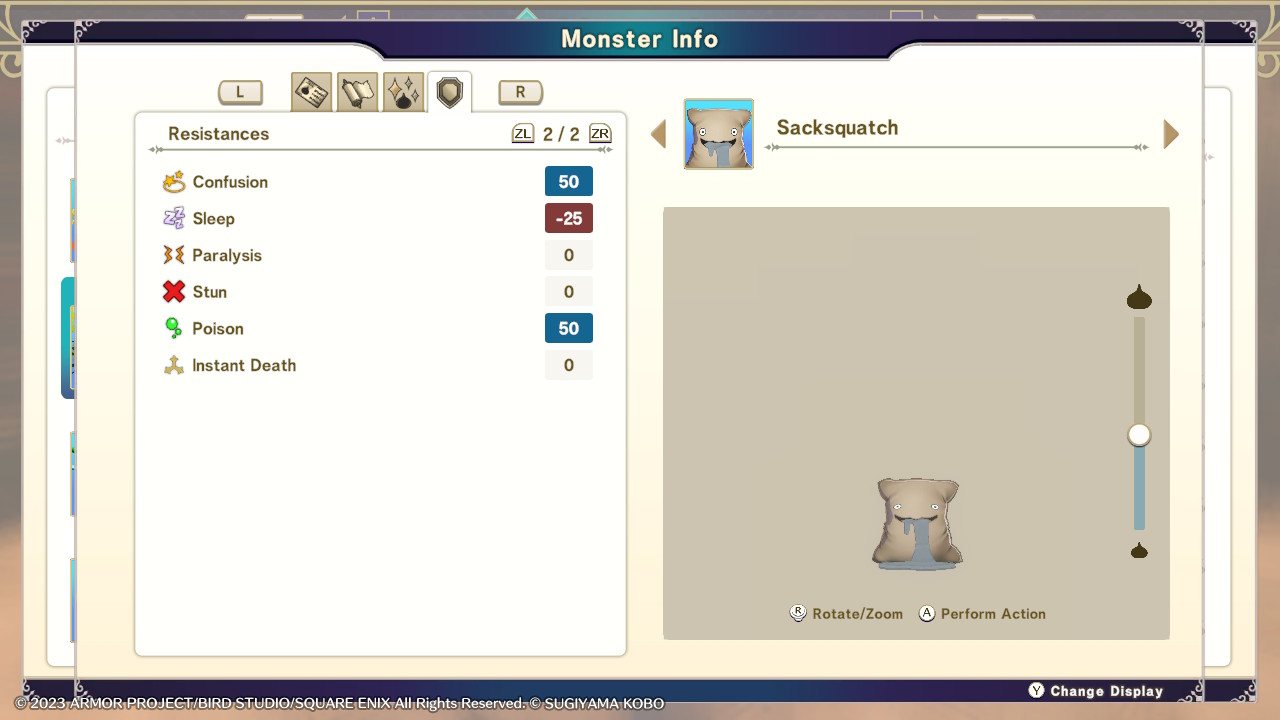 Monster Info
L
R
Resistances
ZL 2 / 2 ZR
Sacksquatch
Confusion 50
Sleep -25
Paralysis 0
Stun 0
Poison 50
Instant Death 0
R Rotate/Zoom A Perform Action
Y Change Display
© 2023 ARMOR PROJECT/BIRD STUDIO/SQUARE ENIX All Rights Reserved. © SUGIYAMA KOBO